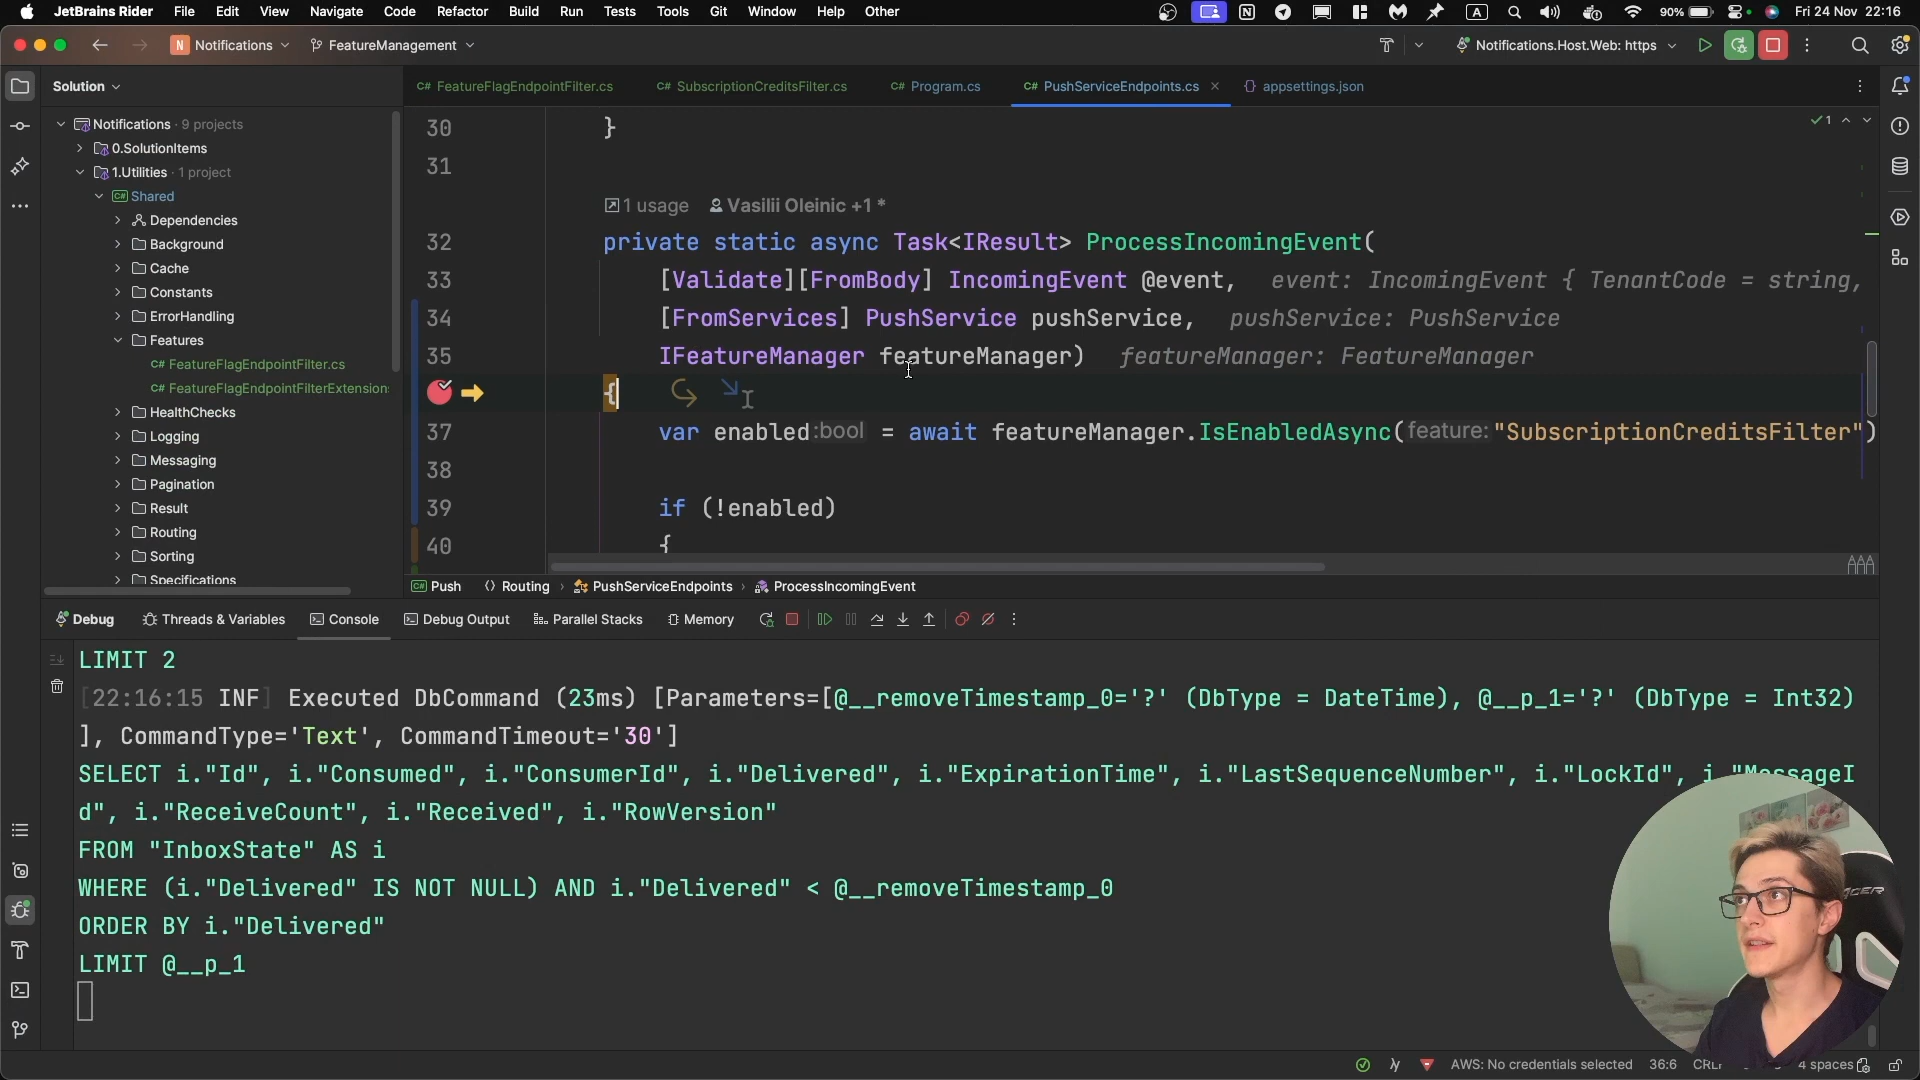 JetBrains Rider File Edit View Navigate Code Refactor Build Run Tests Tools Git Window Help Other A 90% Fri 24 Nov 22:16
N Notifications FeatureManagement Notifications.Host.Web: https
Solution
C# FeatureFlagEndpointFilter.cs C# SubscriptionCreditsFilter.cs C# Program.cs C# PushServiceEndpoints.cs {} appsettings.json
Notifications · 9 projects
0.SolutionItems
1.Utilities · 1 project
C# Shared
Dependencies
Background
Cache
Constants
ErrorHandling
Features
C# FeatureFlagEndpointFilter.cs
C# FeatureFlagEndpointFilterExtension
HealthChecks
Logging
Messaging
Pagination
Result
Routing
Sorting
Specifications
1
30 }
31
1 usage Vasilii Oleinic +1 *
32 private static async Task<IResult> ProcessIncomingEvent(
33 [Validate][FromBody] IncomingEvent @event, event: IncomingEvent { TenantCode = string,
34 [FromServices] PushService pushService, pushService: PushService
35 IFeatureManager featureManager) featureManager: FeatureManager
{
37 var enabled:bool = await featureManager.IsEnabledAsync(feature:"SubscriptionCreditsFilter")
38
39 if (!enabled)
40 {
C# Push Routing PushServiceEndpoints ProcessIncomingEvent
Debug Threads & Variables Console Debug Output Parallel Stacks Memory
LIMIT 2
[22:16:15 INF] Executed DbCommand (23ms) [Parameters=[@__removeTimestamp_0='?' (DbType = DateTime), @__p_1='?' (DbType = Int32)
], CommandType='Text', CommandTimeout='30']
SELECT i."Id", i."Consumed", i."ConsumerId", i."Delivered", i."ExpirationTime", i."LastSequenceNumber", i."LockId", i."MessageI
d", i."ReceiveCount", i."Received", i."RowVersion"
FROM "InboxState" AS i
WHERE (i."Delivered" IS NOT NULL) AND i."Delivered" < @__removeTimestamp_0
ORDER BY i."Delivered"
LIMIT @__p_1
AWS: No credentials selected 36:6 4 spaces